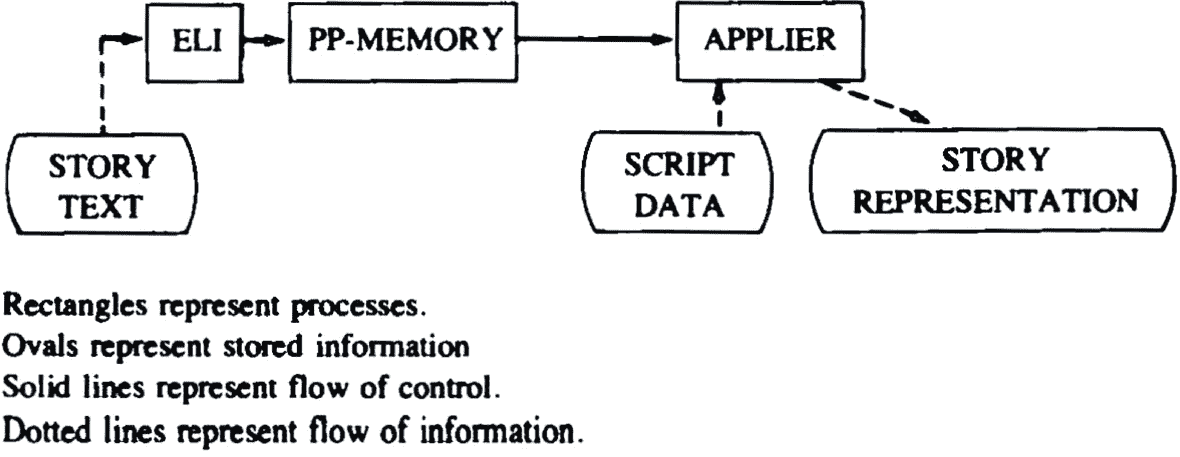 ELI
PP-MEMORY
APPLIER
STORY
TEXT
SCRIPT
DATA
STORY
REPRESENTATION
Rectangles represent processes.
Ovals represent stored information
Solid lines represent flow of control.
Dotted lines represent flow of information.